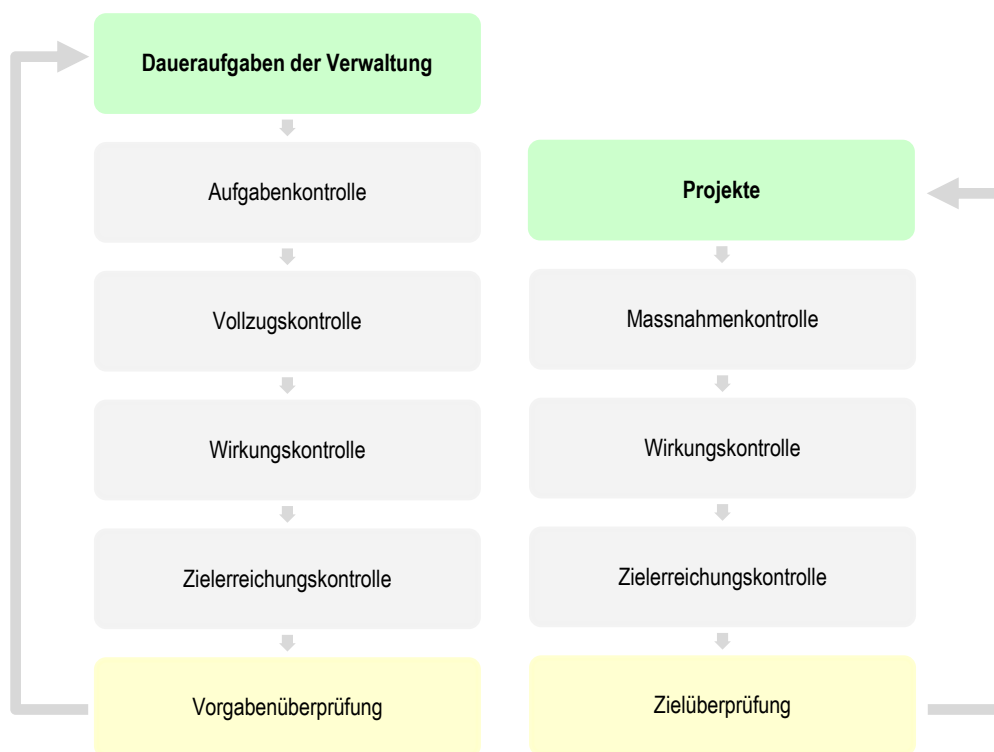 Daueraufgaben der Verwaltung
Aufgabenkontrolle
Vollzugskontrolle
Wirkungskontrolle
Zielerreichungskontrolle
Vorgabenüberprüfung
Projekte
Massnahmenkontrolle
Wirkungskontrolle
Zielerreichungskontrolle
Zielüberprüfung